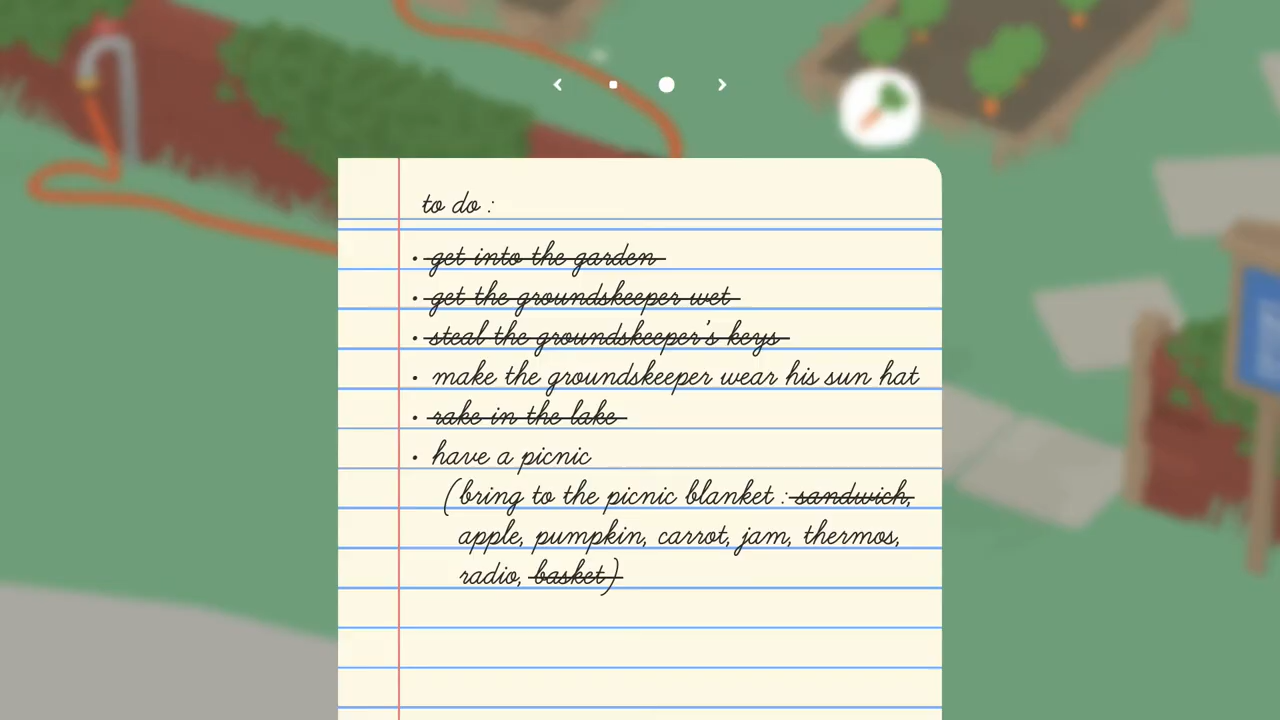 to do :
• get into the garden
• get the groundskeeper wet
• steal the groundskeeper's keys
• make the groundskeeper wear his sun hat
• rake in the lake
• have a picnic
(bring to the picnic blanket : sandwich,
apple, pumpkin, carrot, jam, thermos,
radio, basket)